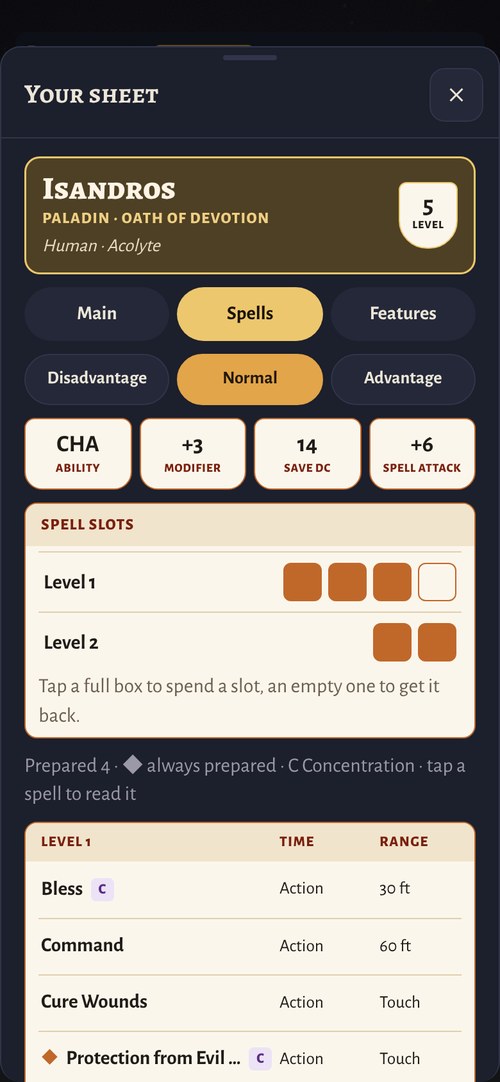 Your sheet
Isandros
PALADIN · OATH OF DEVOTION
Human · Acolyte
5
LEVEL
Main
Spells
Features
Disadvantage
Normal
Advantage
CHA
ABILITY
+3
MODIFIER
14
SAVE DC
+6
SPELL ATTACK
SPELL SLOTS
Level 1
Level 2
Tap a full box to spend a slot, an empty one to get it
back.
Prepared 4 · ◆ always prepared · C Concentration · tap a
spell to read it
LEVEL 1 TIME RANGE
Bless C Action 30 ft
Command Action 60 ft
Cure Wounds Action Touch
◆ Protection from Evil ... C Action Touch